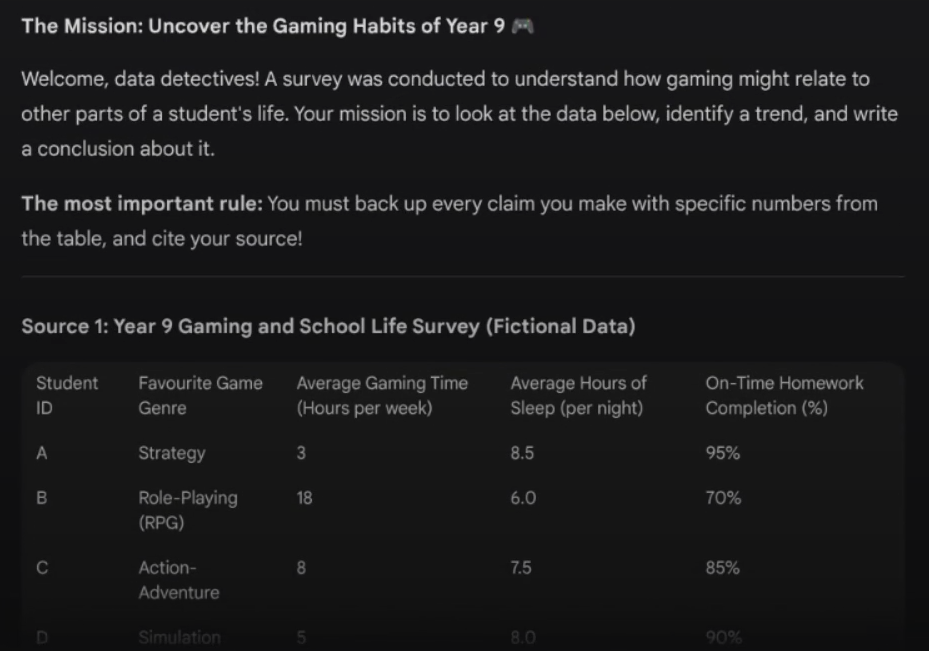 The Mission: Uncover the Gaming Habits of Year 9 🎮
Welcome, data detectives! A survey was conducted to understand how gaming might relate to
other parts of a student's life. Your mission is to look at the data below, identify a trend, and write
a conclusion about it.
The most important rule: You must back up every claim you make with specific numbers from
the table, and cite your source!
Source 1: Year 9 Gaming and School Life Survey (Fictional Data)
Student Favourite Game Average Gaming Time Average Hours of On-Time Homework
ID Genre (Hours per week) Sleep (per night) Completion (%)
A Strategy 3 8.5 95%
B Role-Playing 18 6.0 70%
(RPG)
C Action- 8 7.5 85%
Adventure
D Simulation 5 8.0 90%